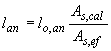 l_an = l_o,an A_s,cal / A_s,ef